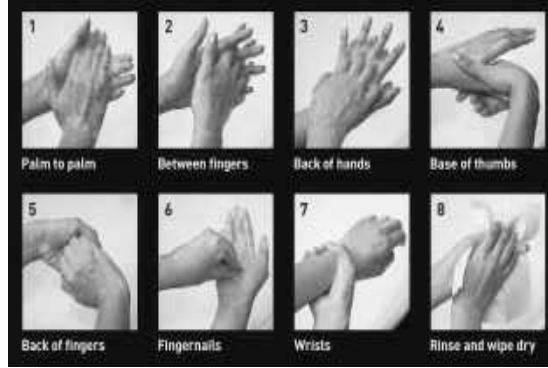 1
2
3
4
Palm to palm
Between fingers
Back of hands
Base of thumbs
5
6
7
8
Back of fingers
Fingernails
Wrists
Rinse and wipe dry